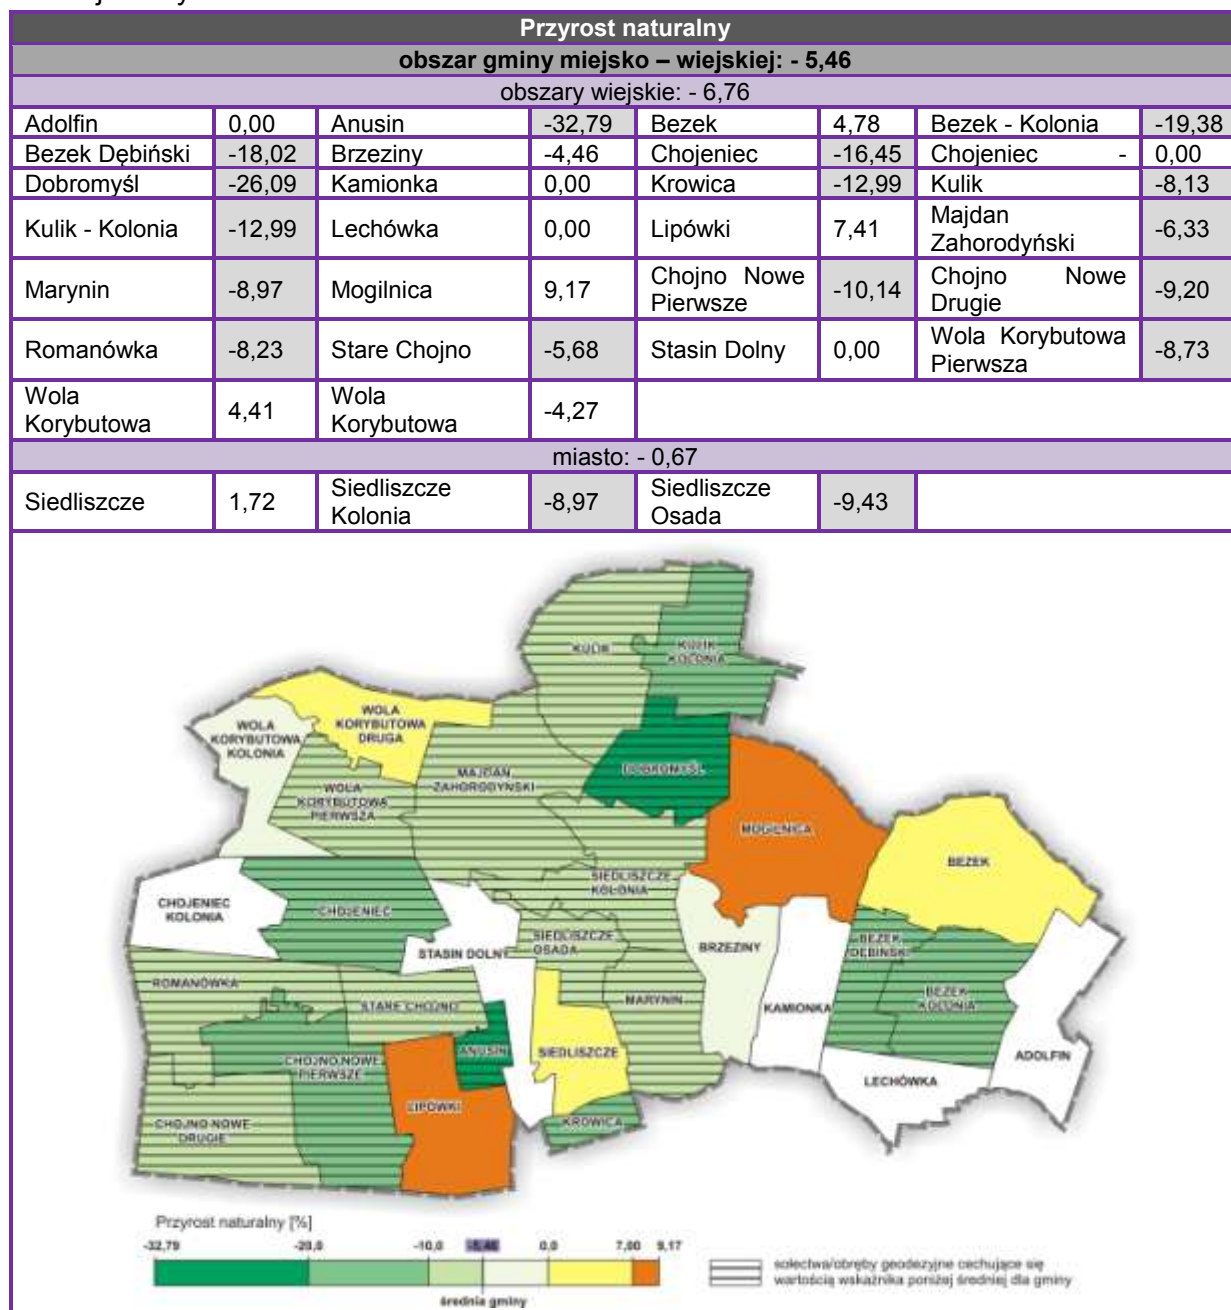 Przyrost naturalny
obszar gminy miejsko – wiejskiej: - 5,46
obszary wiejskie: - 6,76
Adolfin 0,00 Anusin -32,79 Bezek 4,78 Bezek - Kolonia -19,38
Bezek Dębiński -18,02 Brzeziny -4,46 Chojeniec -16,45 Chojeniec - 0,00
Dobromyśl -26,09 Kamionka 0,00 Krowica -12,99 Kulik -8,13
Kulik - Kolonia -12,99 Lechówka 0,00 Lipówki 7,41 Majdan Zahorodyński -6,33
Marynin -8,97 Mogilnica 9,17 Chojno Nowe Pierwsze -10,14 Chojno Nowe Drugie -9,20
Romanówka -8,23 Stare Chojno -5,68 Stasin Dolny 0,00 Wola Korybutowa Pierwsza -8,73
Wola Korybutowa 4,41 Wola Korybutowa -4,27
miasto: - 0,67
Siedliszcze 1,72 Siedliszcze Kolonia -8,97 Siedliszcze Osada -9,43
KULIK
KULIK
KOLONIA
WOLA
KORYBUTOWA
DRUGA
WOLA
KORYBUTOWA
KOLONIA
MAJDAN
ZAHORODYŃSKI
DOBROMYŚL
WOLA
KORYBUTOWA
PIERWSZA
MOGILNICA
BEZEK
SIEDLISZCZE
KOLONIA
CHOJENIEC
KOLONIA
CHOJENIEC
SIEDLISZCZE
OSADA
STASIN DOLNY
BRZEZINY
BEZEK
DĘBIŃSKI
ROMANÓWKA
STARE CHOJNO
MARYNIN
KAMIONKA
BEZEK
KOLONIA
ANUSIN
SIEDLISZCZE
ADOLFIN
CHOJNO NOWE
PIERWSZE
LECHÓWKA
LIPÓWKI
KROWICA
CHOJNO NOWE
DRUGIE
Przyrost naturalny [%]
-32,79 -20,0 -10,0 -5,46 0,0 7,00 9,17
średnia gminy
sołectwa/obręby geodezyjne cechujące się
wartością wskaźnika poniżej średniej dla gminy